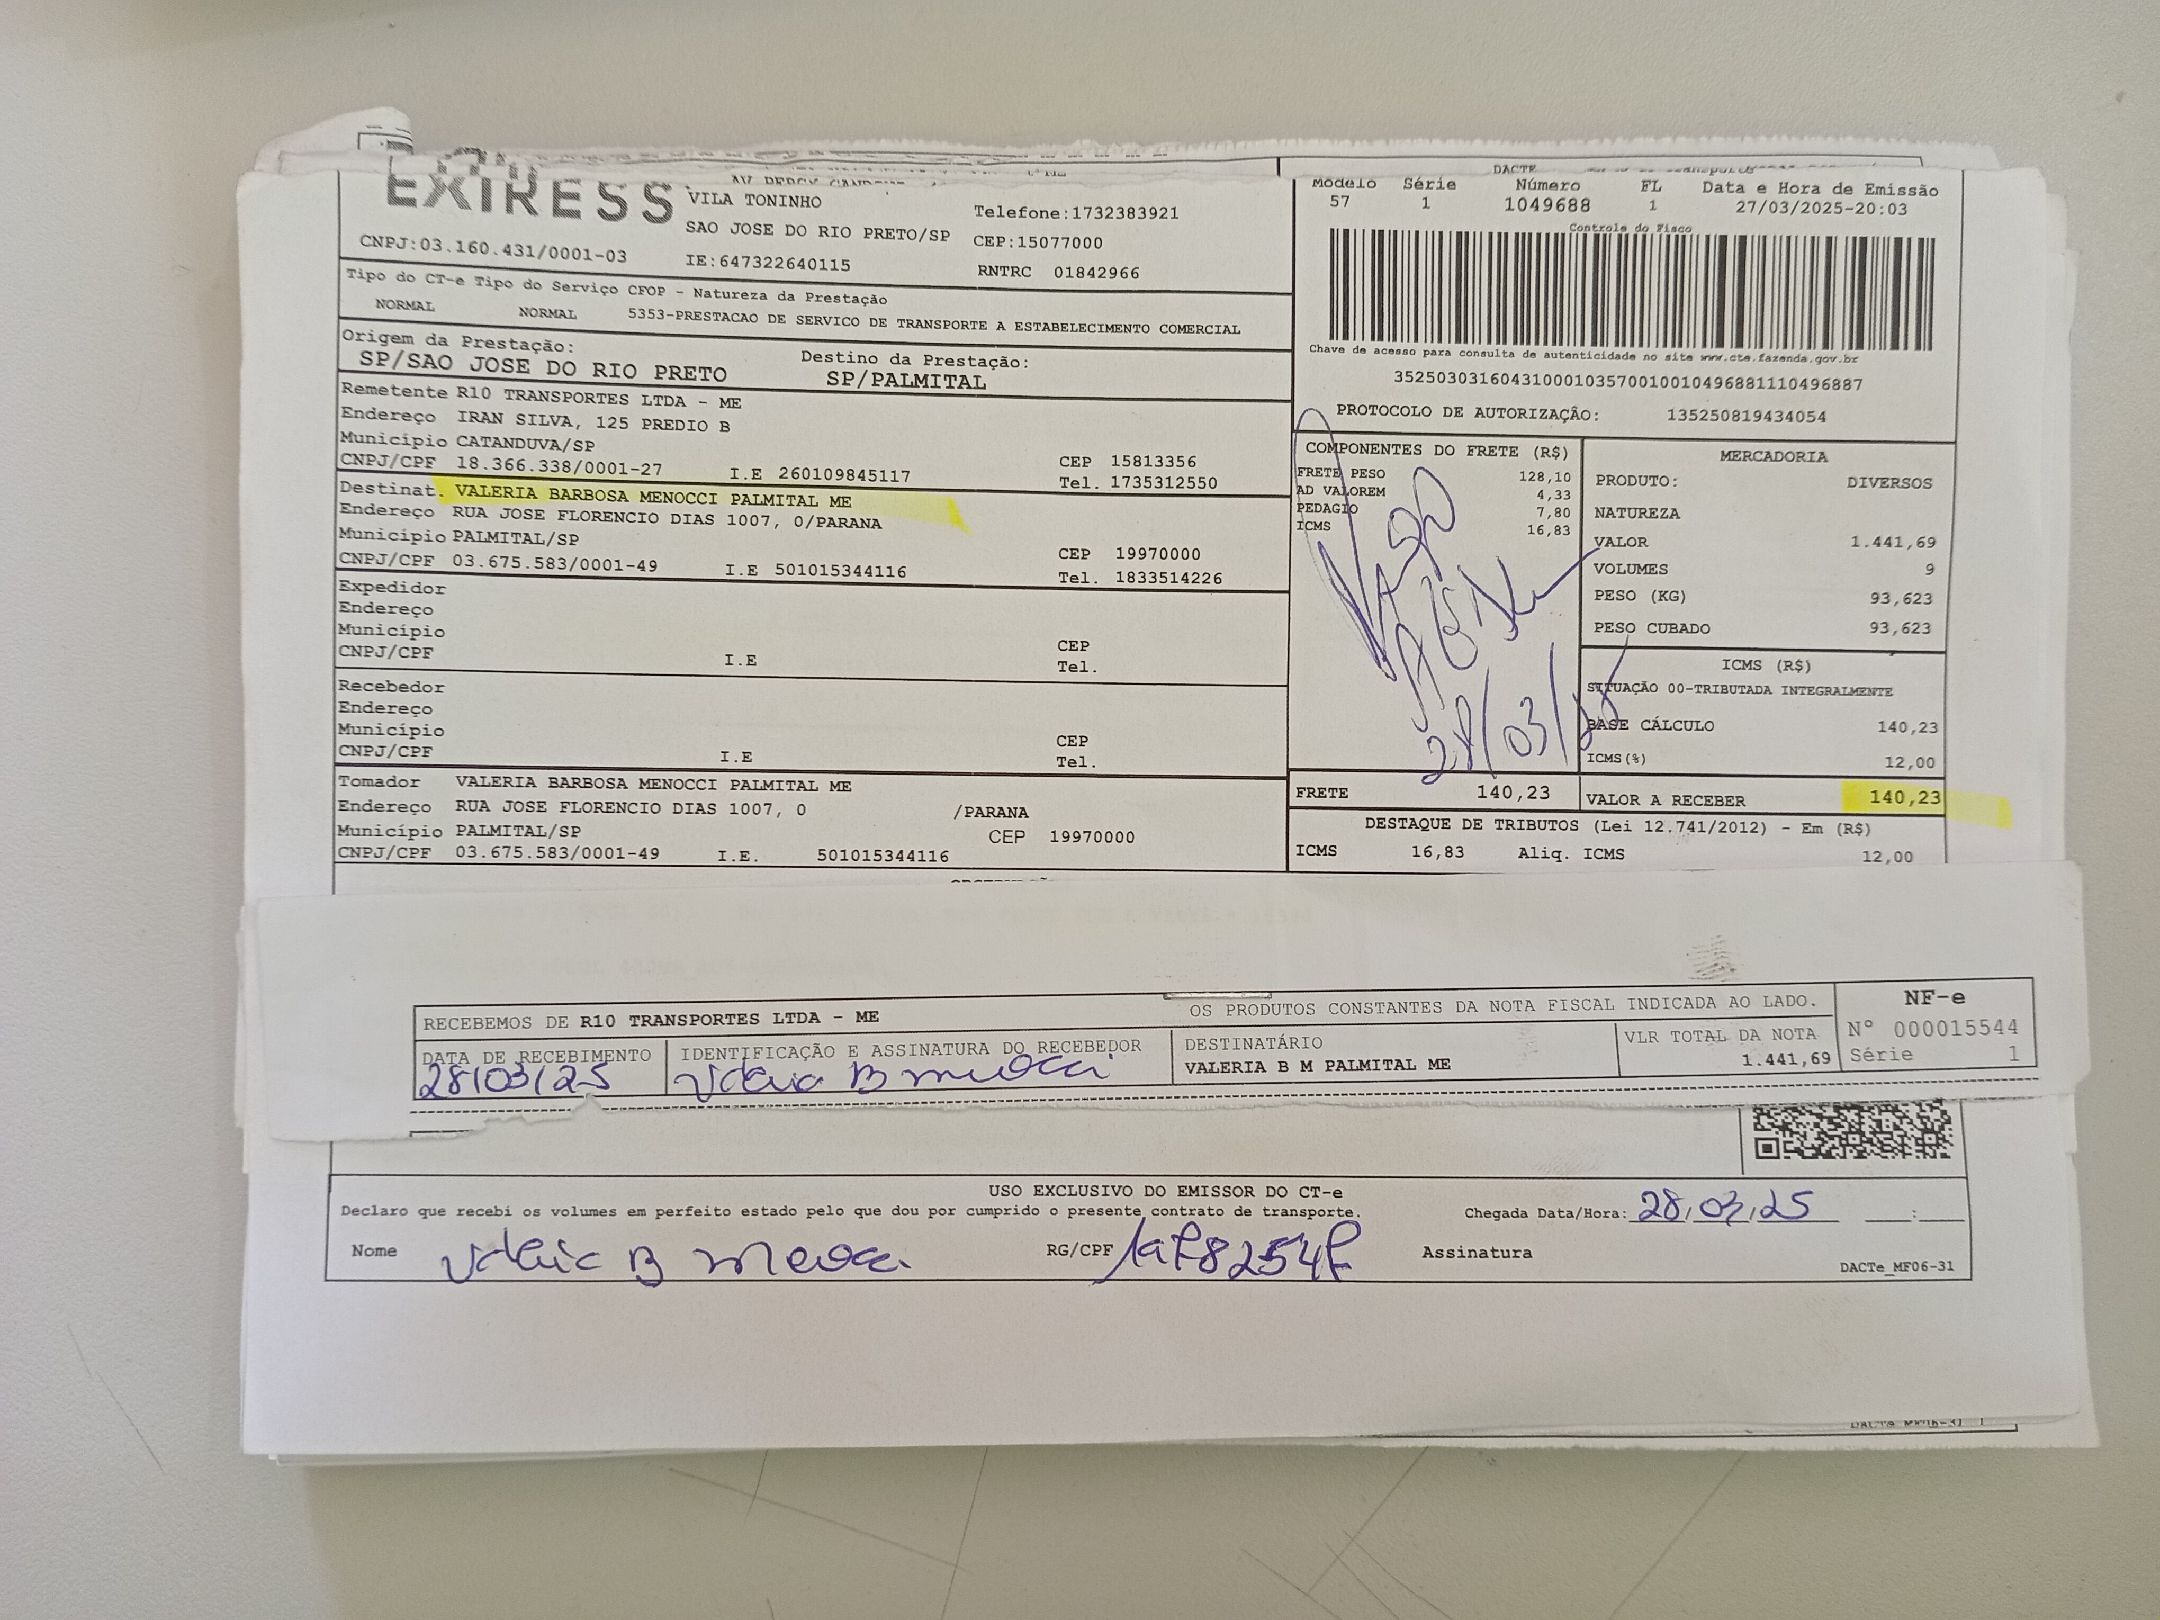 DACTE
EXPRESS
VILA TONINHO
SAO JOSE DO RIO PRETO/SP
Telefone:1732383921
CEP:15077000
CNPJ:03.160.431/0001-03
IE:647322640115
RNTRC 01842966
Modelo Série Número FL Data e Hora de Emissão
57 1 1049688 1 27/03/2025-20:03
Controle do Fisco
Tipo do CT-e Tipo do Serviço CFOP - Natureza da Prestação
NORMAL NORMAL 5353-PRESTACAO DE SERVICO DE TRANSPORTE A ESTABELECIMENTO COMERCIAL
Origem da Prestação: Destino da Prestação:
SP/SAO JOSE DO RIO PRETO SP/PALMITAL
Chave de acesso para consulta de autenticidade no site www.cte.fazenda.gov.br
35250303160431000103570010010496881110496887
PROTOCOLO DE AUTORIZAÇÃO: 135250819434054
Remetente R10 TRANSPORTES LTDA - ME
Endereço IRAN SILVA, 125 PREDIO B
Município CATANDUVA/SP CEP 15813356
CNPJ/CPF 18.366.338/0001-27 I.E 260109845117 Tel. 1735312550
Destinat. VALERIA BARBOSA MENOCCI PALMITAL ME
Endereço RUA JOSE FLORENCIO DIAS 1007, 0/PARANA
Município PALMITAL/SP CEP 19970000
CNPJ/CPF 03.675.583/0001-49 I.E 501015344116 Tel. 1833514226
Expedidor
Endereço
Município CEP
CNPJ/CPF I.E Tel.
Recebedor
Endereço
Município CEP
CNPJ/CPF I.E Tel.
Tomador VALERIA BARBOSA MENOCCI PALMITAL ME
Endereço RUA JOSE FLORENCIO DIAS 1007, 0 /PARANA
Município PALMITAL/SP CEP 19970000
CNPJ/CPF 03.675.583/0001-49 I.E. 501015344116
COMPONENTES DO FRETE (R$)
FRETE PESO 128,10
AD VALOREM 4,33
PEDAGIO 7,80
ICMS 16,83
28/03/25
MERCADORIA
PRODUTO: DIVERSOS
NATUREZA
VALOR 1.441,69
VOLUMES 9
PESO (KG) 93,623
PESO CUBADO 93,623
ICMS (R$)
SITUAÇÃO 00-TRIBUTADA INTEGRALMENTE
BASE CÁLCULO 140,23
ICMS(%) 12,00
FRETE 140,23 VALOR A RECEBER 140,23
DESTAQUE DE TRIBUTOS (Lei 12.741/2012) - Em (R$)
ICMS 16,83 Aliq. ICMS 12,00
RECEBEMOS DE R10 TRANSPORTES LTDA - ME OS PRODUTOS CONSTANTES DA NOTA FISCAL INDICADA AO LADO.
NF-e
Nº 000015544
Série 1
DATA DE RECEBIMENTO IDENTIFICAÇÃO E ASSINATURA DO RECEBEDOR DESTINATÁRIO VLR TOTAL DA NOTA
28/03/25 Valeria B Menocci VALERIA B M PALMITAL ME 1.441,69
USO EXCLUSIVO DO EMISSOR DO CT-e
Declaro que recebi os volumes em perfeito estado pelo que dou por cumprido o presente contrato de transporte. Chegada Data/Hora: 28/03/25 __:__
Nome Valeria B Menocci RG/CPF Assinatura
DACTe_MF06-31